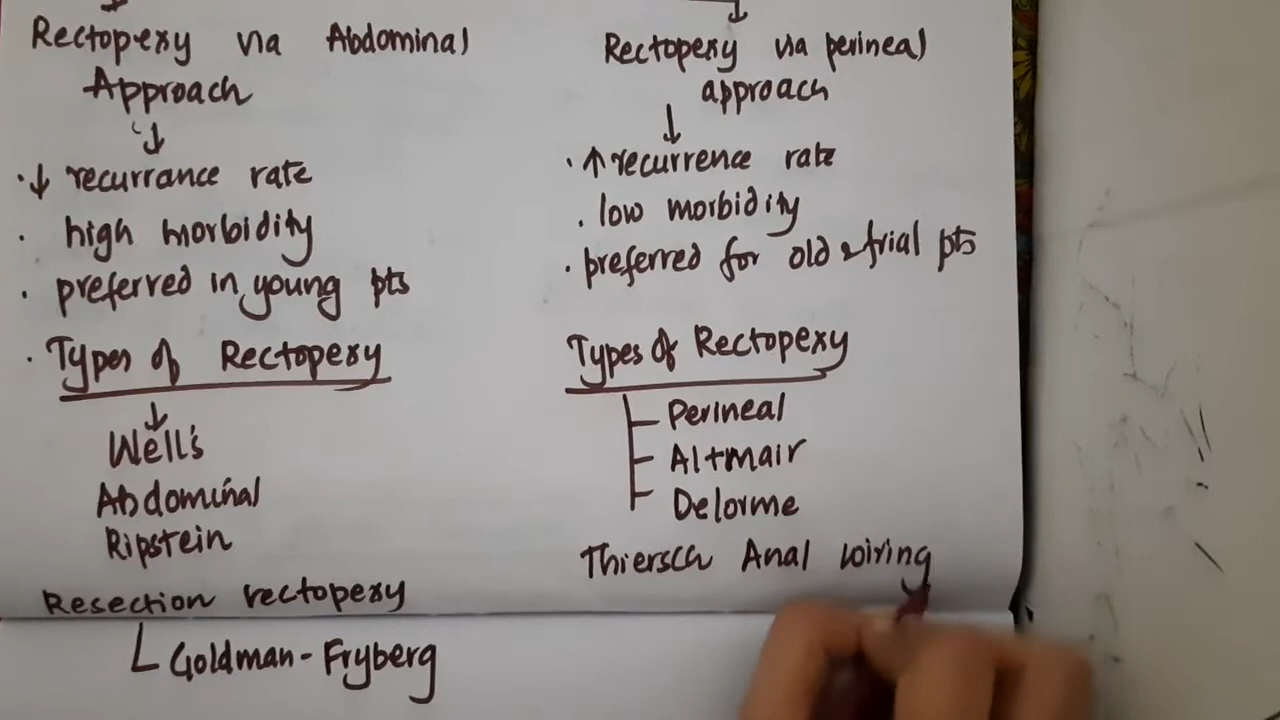 Rectopexy via Abdominal
Approach
↓
· ↓ recurrance rate
· high morbidity
· preferred in young pts
· Types of Rectopexy
↓
Well's
Abdominal
Ripstein
Resection rectopexy
Goldman-Fryberg
Rectopexy via perineal
approach
↓
· ↑ recurrence rate
· low morbidity
· preferred for old & frial pts
Types of Rectopexy
Perineal
Altmair
Delorme
Thiersch Anal wiring